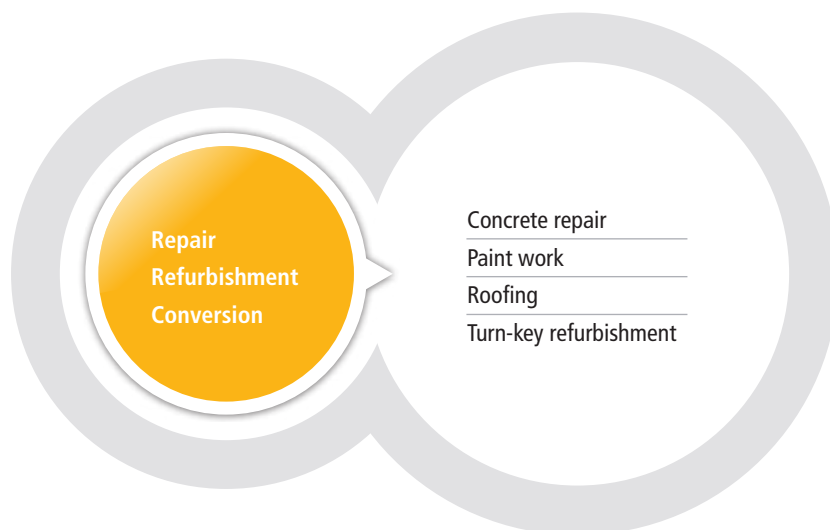 Repair
Refurbishment
Conversion
Concrete repair
Paint work
Roofing
Turn-key refurbishment